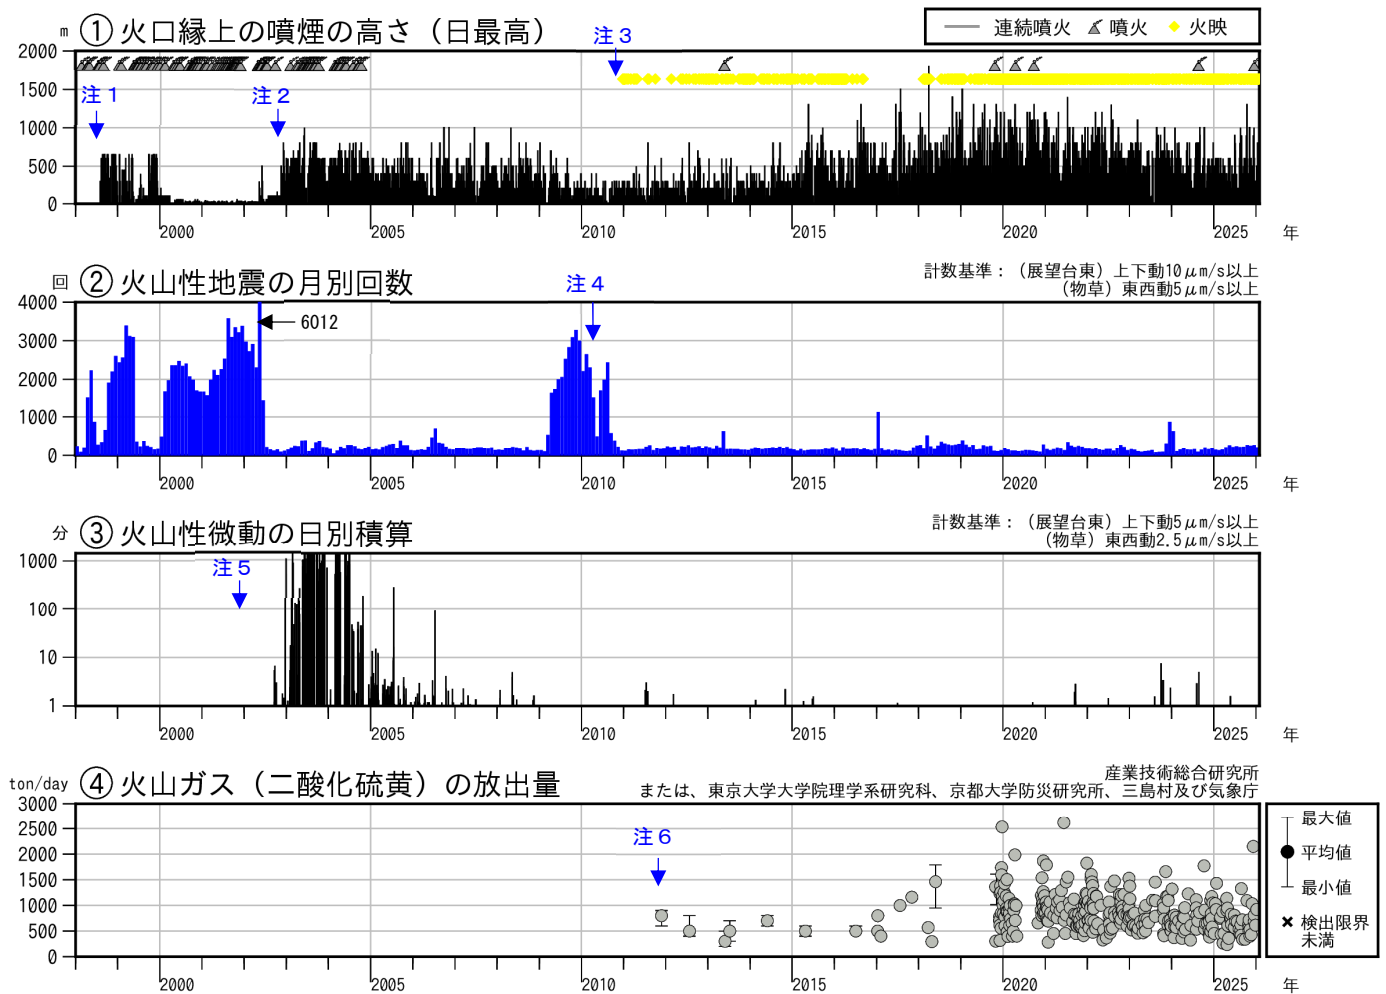 m ①火口縁上の噴煙の高さ（日最高）
連続噴火 噴火 火映
注１
注２
注３
2000
1500
1000
500
0
2000 2005 2010 2015 2020 2025 年
回 ②火山性地震の月別回数
計数基準：（展望台東）上下動10μm/s以上
（物草）東西動5μm/s以上
注４
6012
4000
3000
2000
1000
0
2000 2005 2010 2015 2020 2025 年
分 ③火山性微動の日別積算
計数基準：（展望台東）上下動5μm/s以上
（物草）東西動2.5μm/s以上
注５
1000
100
10
1
2000 2005 2010 2015 2020 2025 年
ton/day ④火山ガス（二酸化硫黄）の放出量
産業技術総合研究所
または、東京大学大学院理学系研究科、京都大学防災研究所、三島村及び気象庁
注６
3000
2500
2000
1500
1000
500
0
2000 2005 2010 2015 2020 2025 年
最大値
平均値
最小値
検出限界
未満